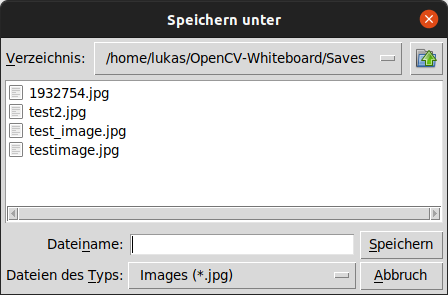 Speichern unter
Verzeichnis: /home/lukas/OpenCV-Whiteboard/Saves
1932754.jpg
test2.jpg
test_image.jpg
testimage.jpg
Dateiname: Speichern
Dateien des Typs: Images (*.jpg) Abbruch